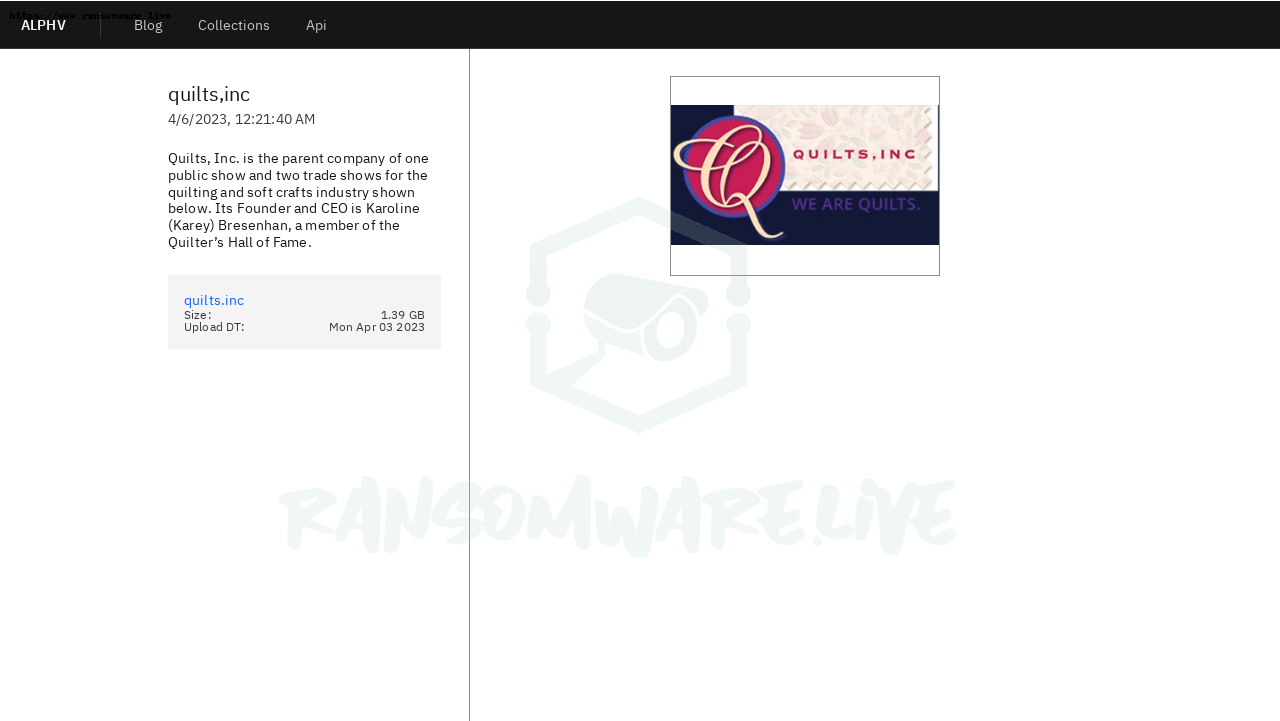 https://www.ransomware.live
ALPHV
Blog
Collections
Api
quilts,inc
4/6/2023, 12:21:40 AM
Quilts, Inc. is the parent company of one
public show and two trade shows for the
quilting and soft crafts industry shown
below. Its Founder and CEO is Karoline
(Karey) Bresenhan, a member of the
Quilter’s Hall of Fame.
quilts.inc
Size: 1.39 GB
Upload DT: Mon Apr 03 2023
Q
QUILTS,INC
WE ARE QUILTS.
RANSOMWARE.LIVE